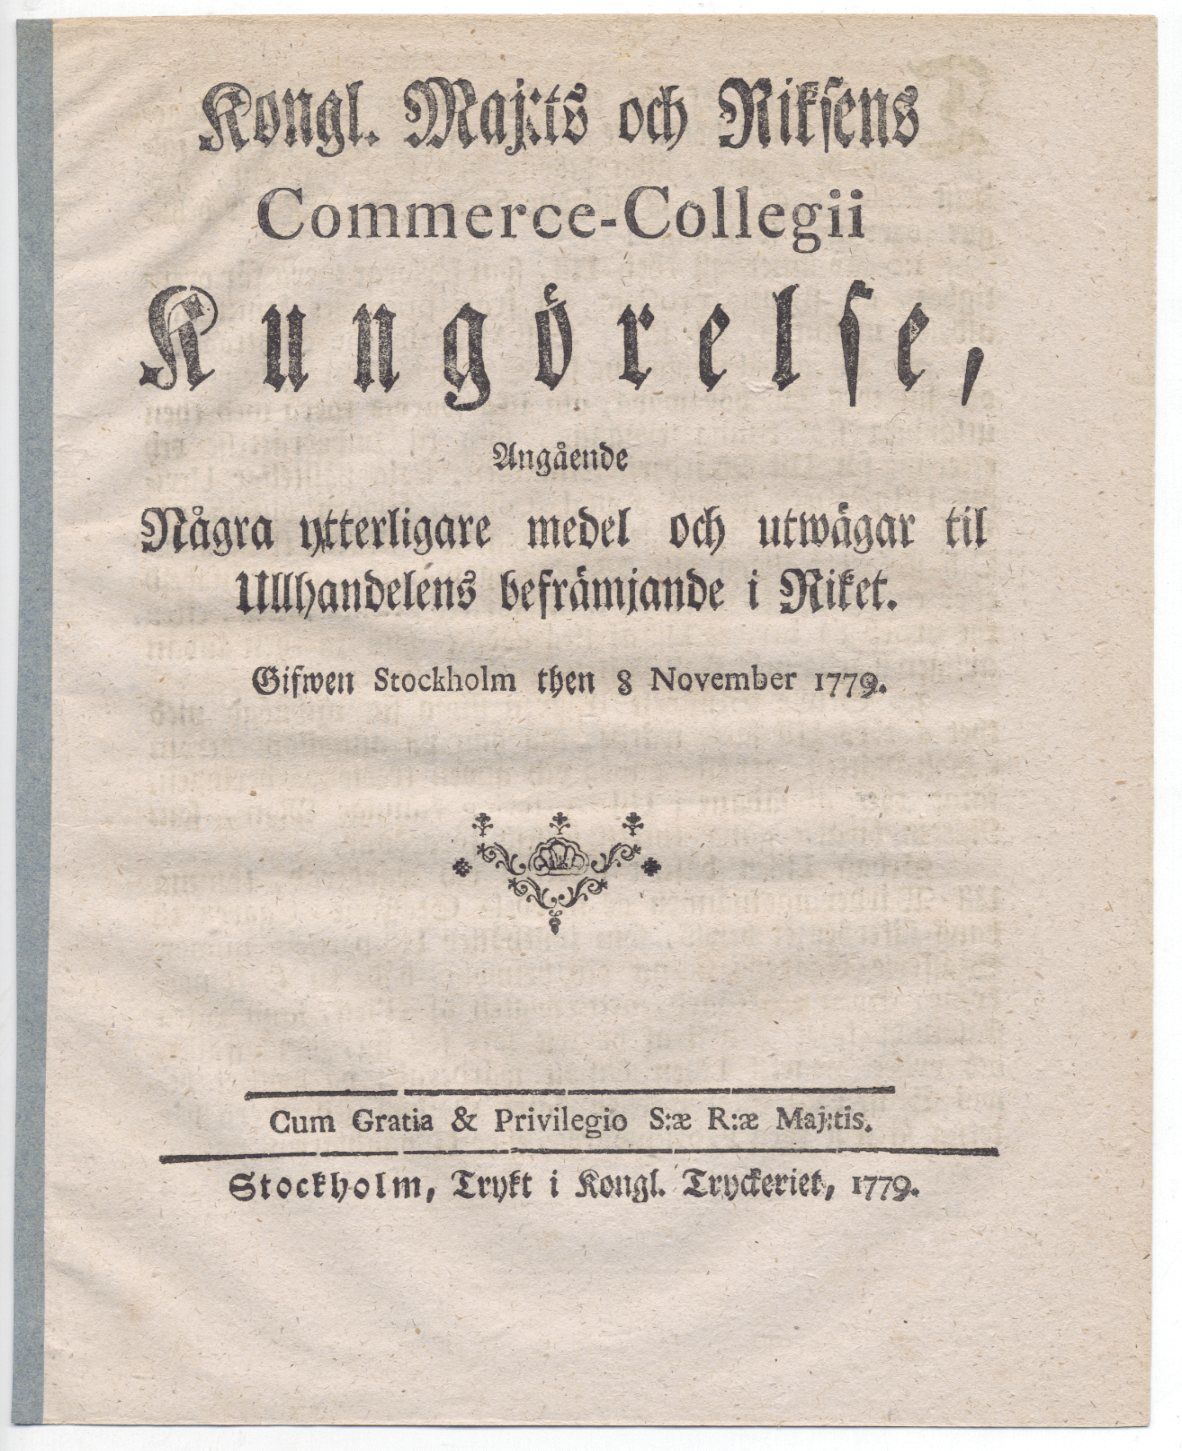 Kongl. Maj:ts och Riksens
Commerce-Collegii
Kungörelse,
Angående
Några ytterligare medel och utwägar til
Ullhandelens befrämjande i Riket.
Gifwen Stockholm then 8 November 1779.
Cum Gratia & Privilegio S:æ R:æ Maj:tis.
Stockholm, Trykt i Kongl. Tryckeriet, 1779.